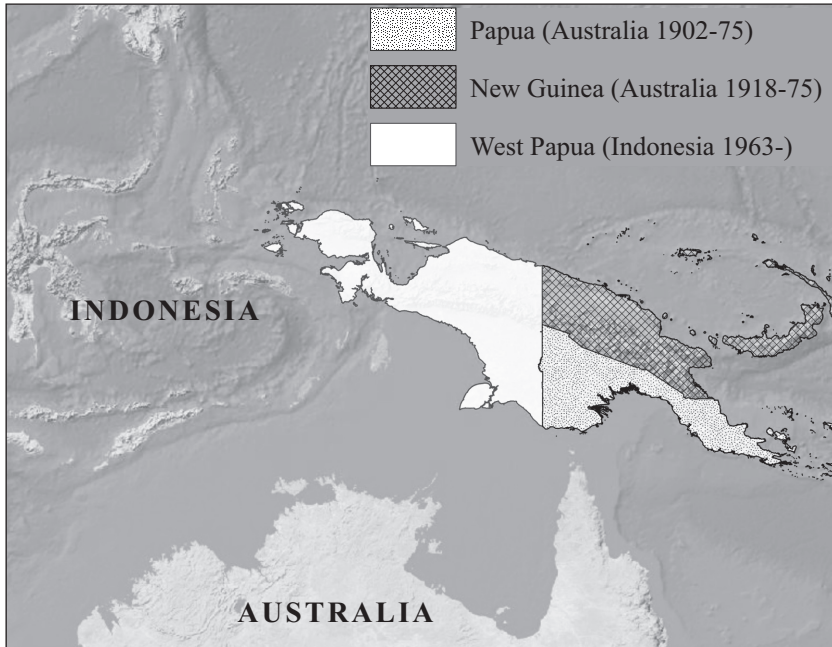 Papua (Australia 1902-75)
New Guinea (Australia 1918-75)
West Papua (Indonesia 1963-)
INDONESIA
AUSTRALIA